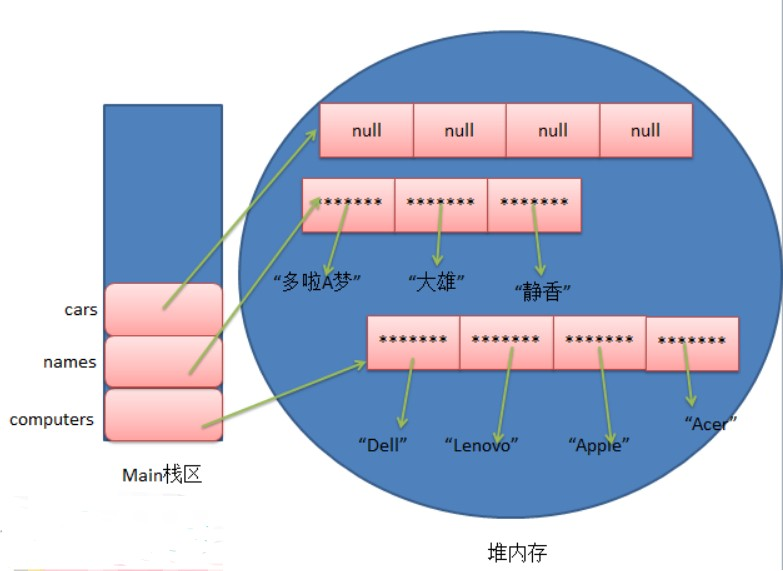 null null null null
******* ******* *******
“多啦A梦” “大雄” “静香”
cars
******* ******* ******* *******
names
computers
“Dell” “Lenovo” “Apple” “Acer”
Main栈区
堆内存